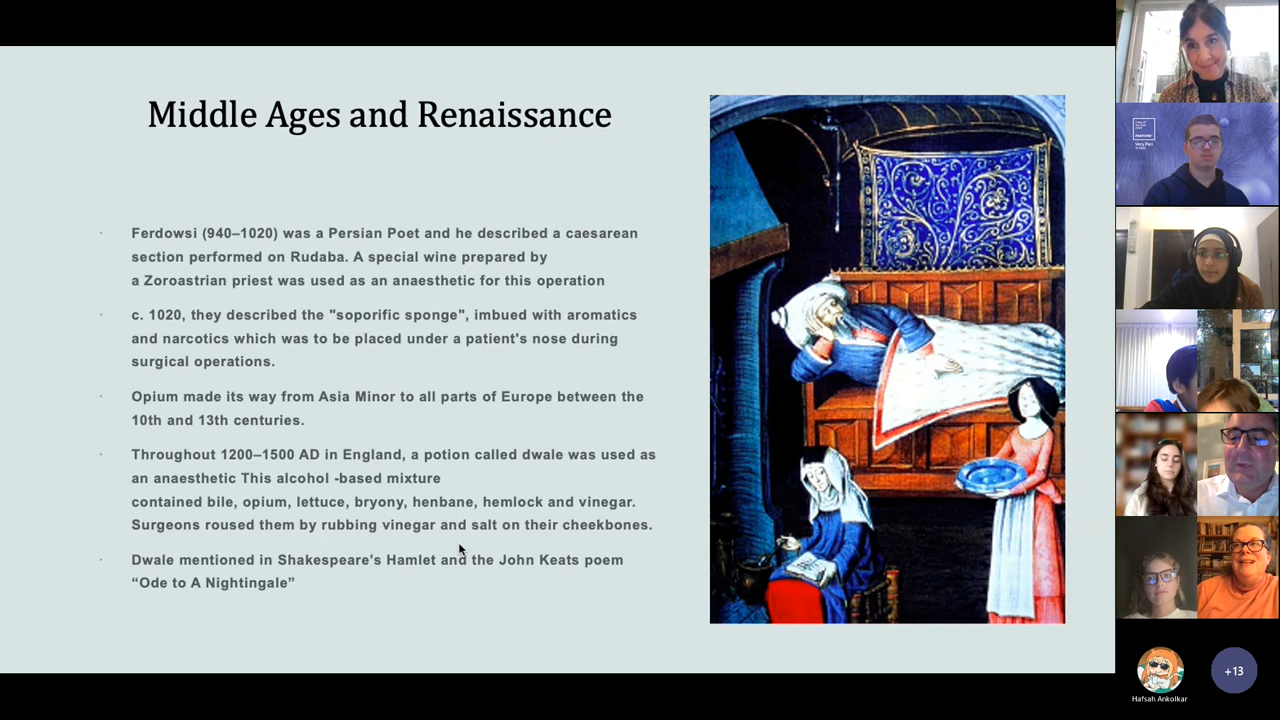 Middle Ages and Renaissance
· Ferdowsi (940–1020) was a Persian Poet and he described a caesarean
section performed on Rudaba. A special wine prepared by
a Zoroastrian priest was used as an anaesthetic for this operation
· c. 1020, they described the "soporific sponge", imbued with aromatics
and narcotics which was to be placed under a patient's nose during
surgical operations.
· Opium made its way from Asia Minor to all parts of Europe between the
10th and 13th centuries.
· Throughout 1200–1500 AD in England, a potion called dwale was used as
an anaesthetic This alcohol -based mixture
contained bile, opium, lettuce, bryony, henbane, hemlock and vinegar.
Surgeons roused them by rubbing vinegar and salt on their cheekbones.
· Dwale mentioned in Shakespeare’s Hamlet and the John Keats poem
“Ode to A Nightingale”
PANTONE
Very Peri
Hafsah Ankolkar
+13